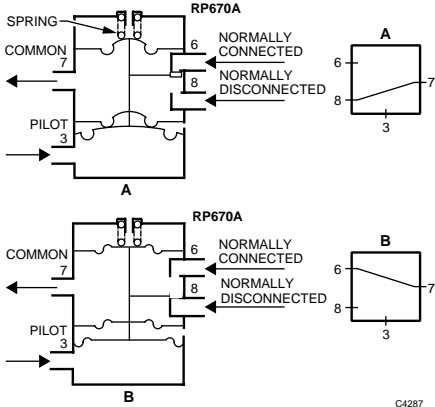 RP670A
SPRING
COMMON
7
6
NORMALLY
CONNECTED
8
NORMALLY
DISCONNECTED
PILOT
3
A
A
6
7
8
3
RP670A
COMMON
7
6
NORMALLY
CONNECTED
8
NORMALLY
DISCONNECTED
PILOT
3
B
B
6
7
8
3
C4287